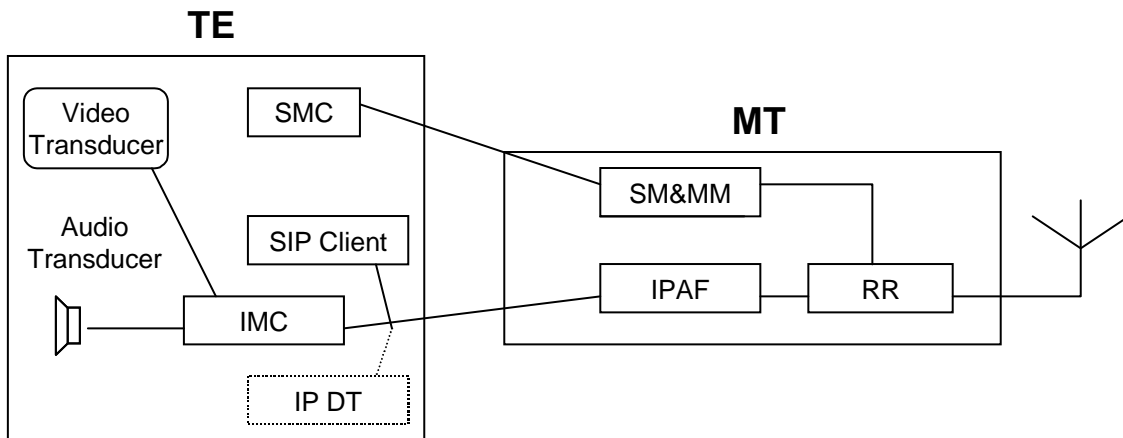 TE
Video
Transducer
SMC
MT
SM&MM
Audio
Transducer
SIP Client
IPAF
RR
IMC
IP DT